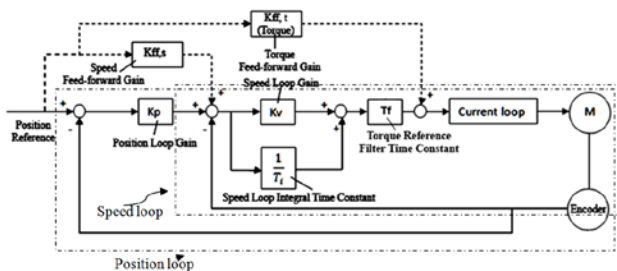 Kff, t
(Torque)
Torque
Feed-forward Gain
Kff,s
Speed
Feed-forward Gain
Speed Loop Gain
+
+
+
+
Position
Reference
-
Kp
Position Loop Gain
-
Kv
+
+
Tf
Torque Reference
Filter Time Constant
+
Current loop
M
1
T i
Speed Loop Integral Time Constant
Encoder
Speed loop
Position loop